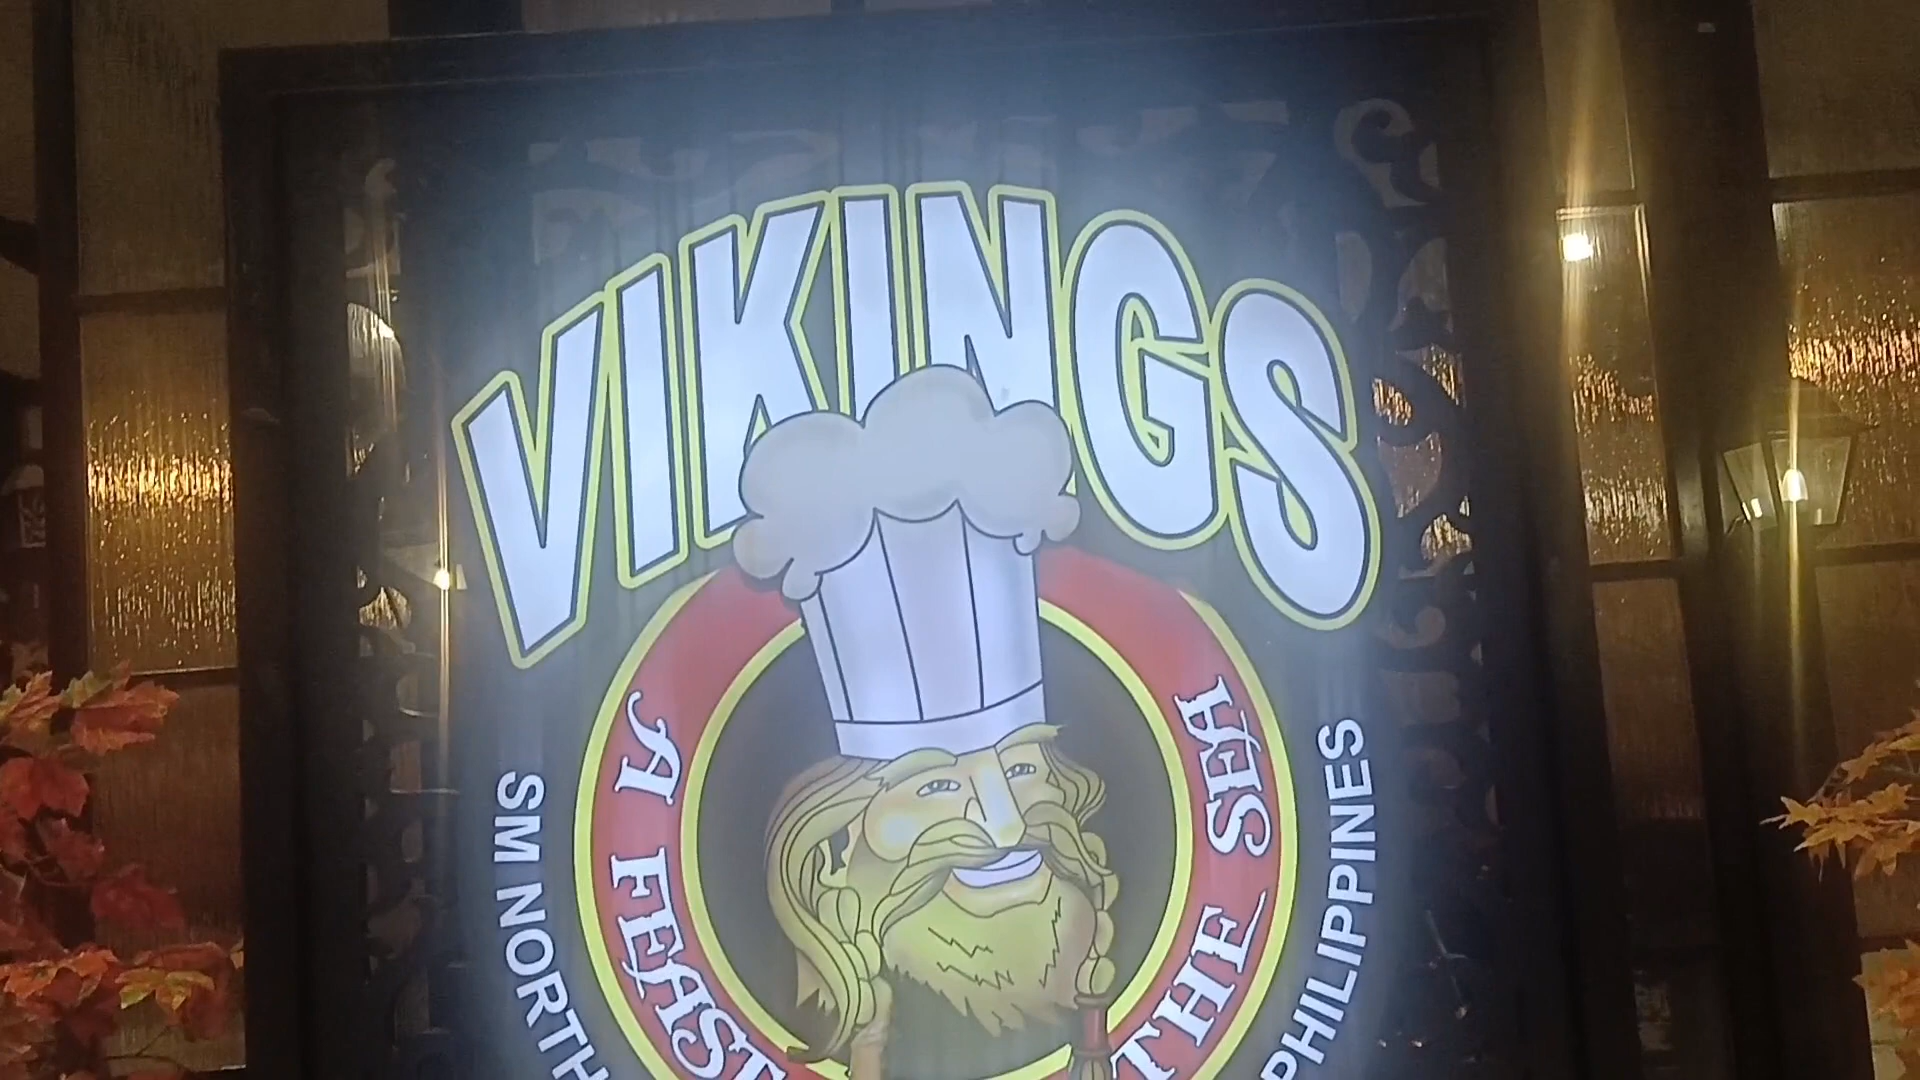 VIKINGS
A FEAST
THE SEA
SM NORTH
PHILIPPINES